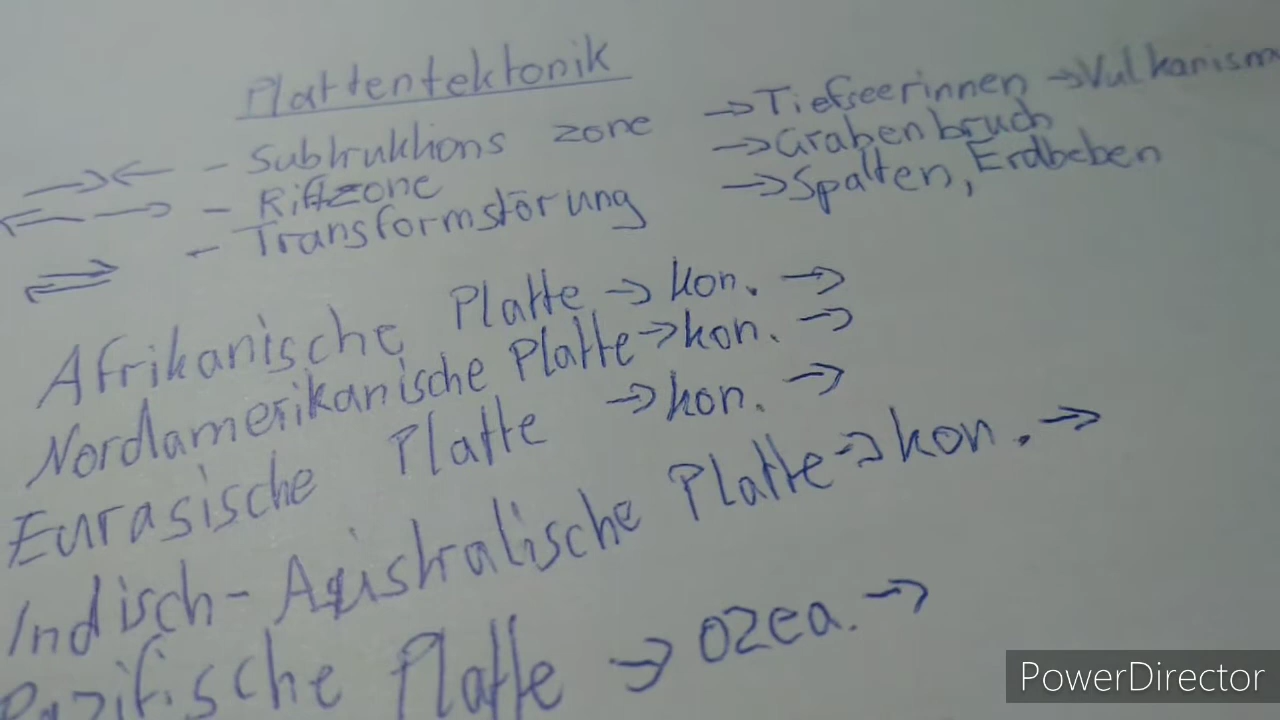 Plattentektonik
→← - Subtruktions zone → Tiefseerinnen → Vulkanism
← → - Riftzone → Grabenbruch
⇌ - Transformstörung → Spalten, Erdbeben
Afrikanische Platte → kon. →
Nordamerikanische Platte → kon. →
Eurasische Platte → kon. →
Indisch-Australische Platte → kon. →
Pazifische Platte → ozea. →
PowerDirector